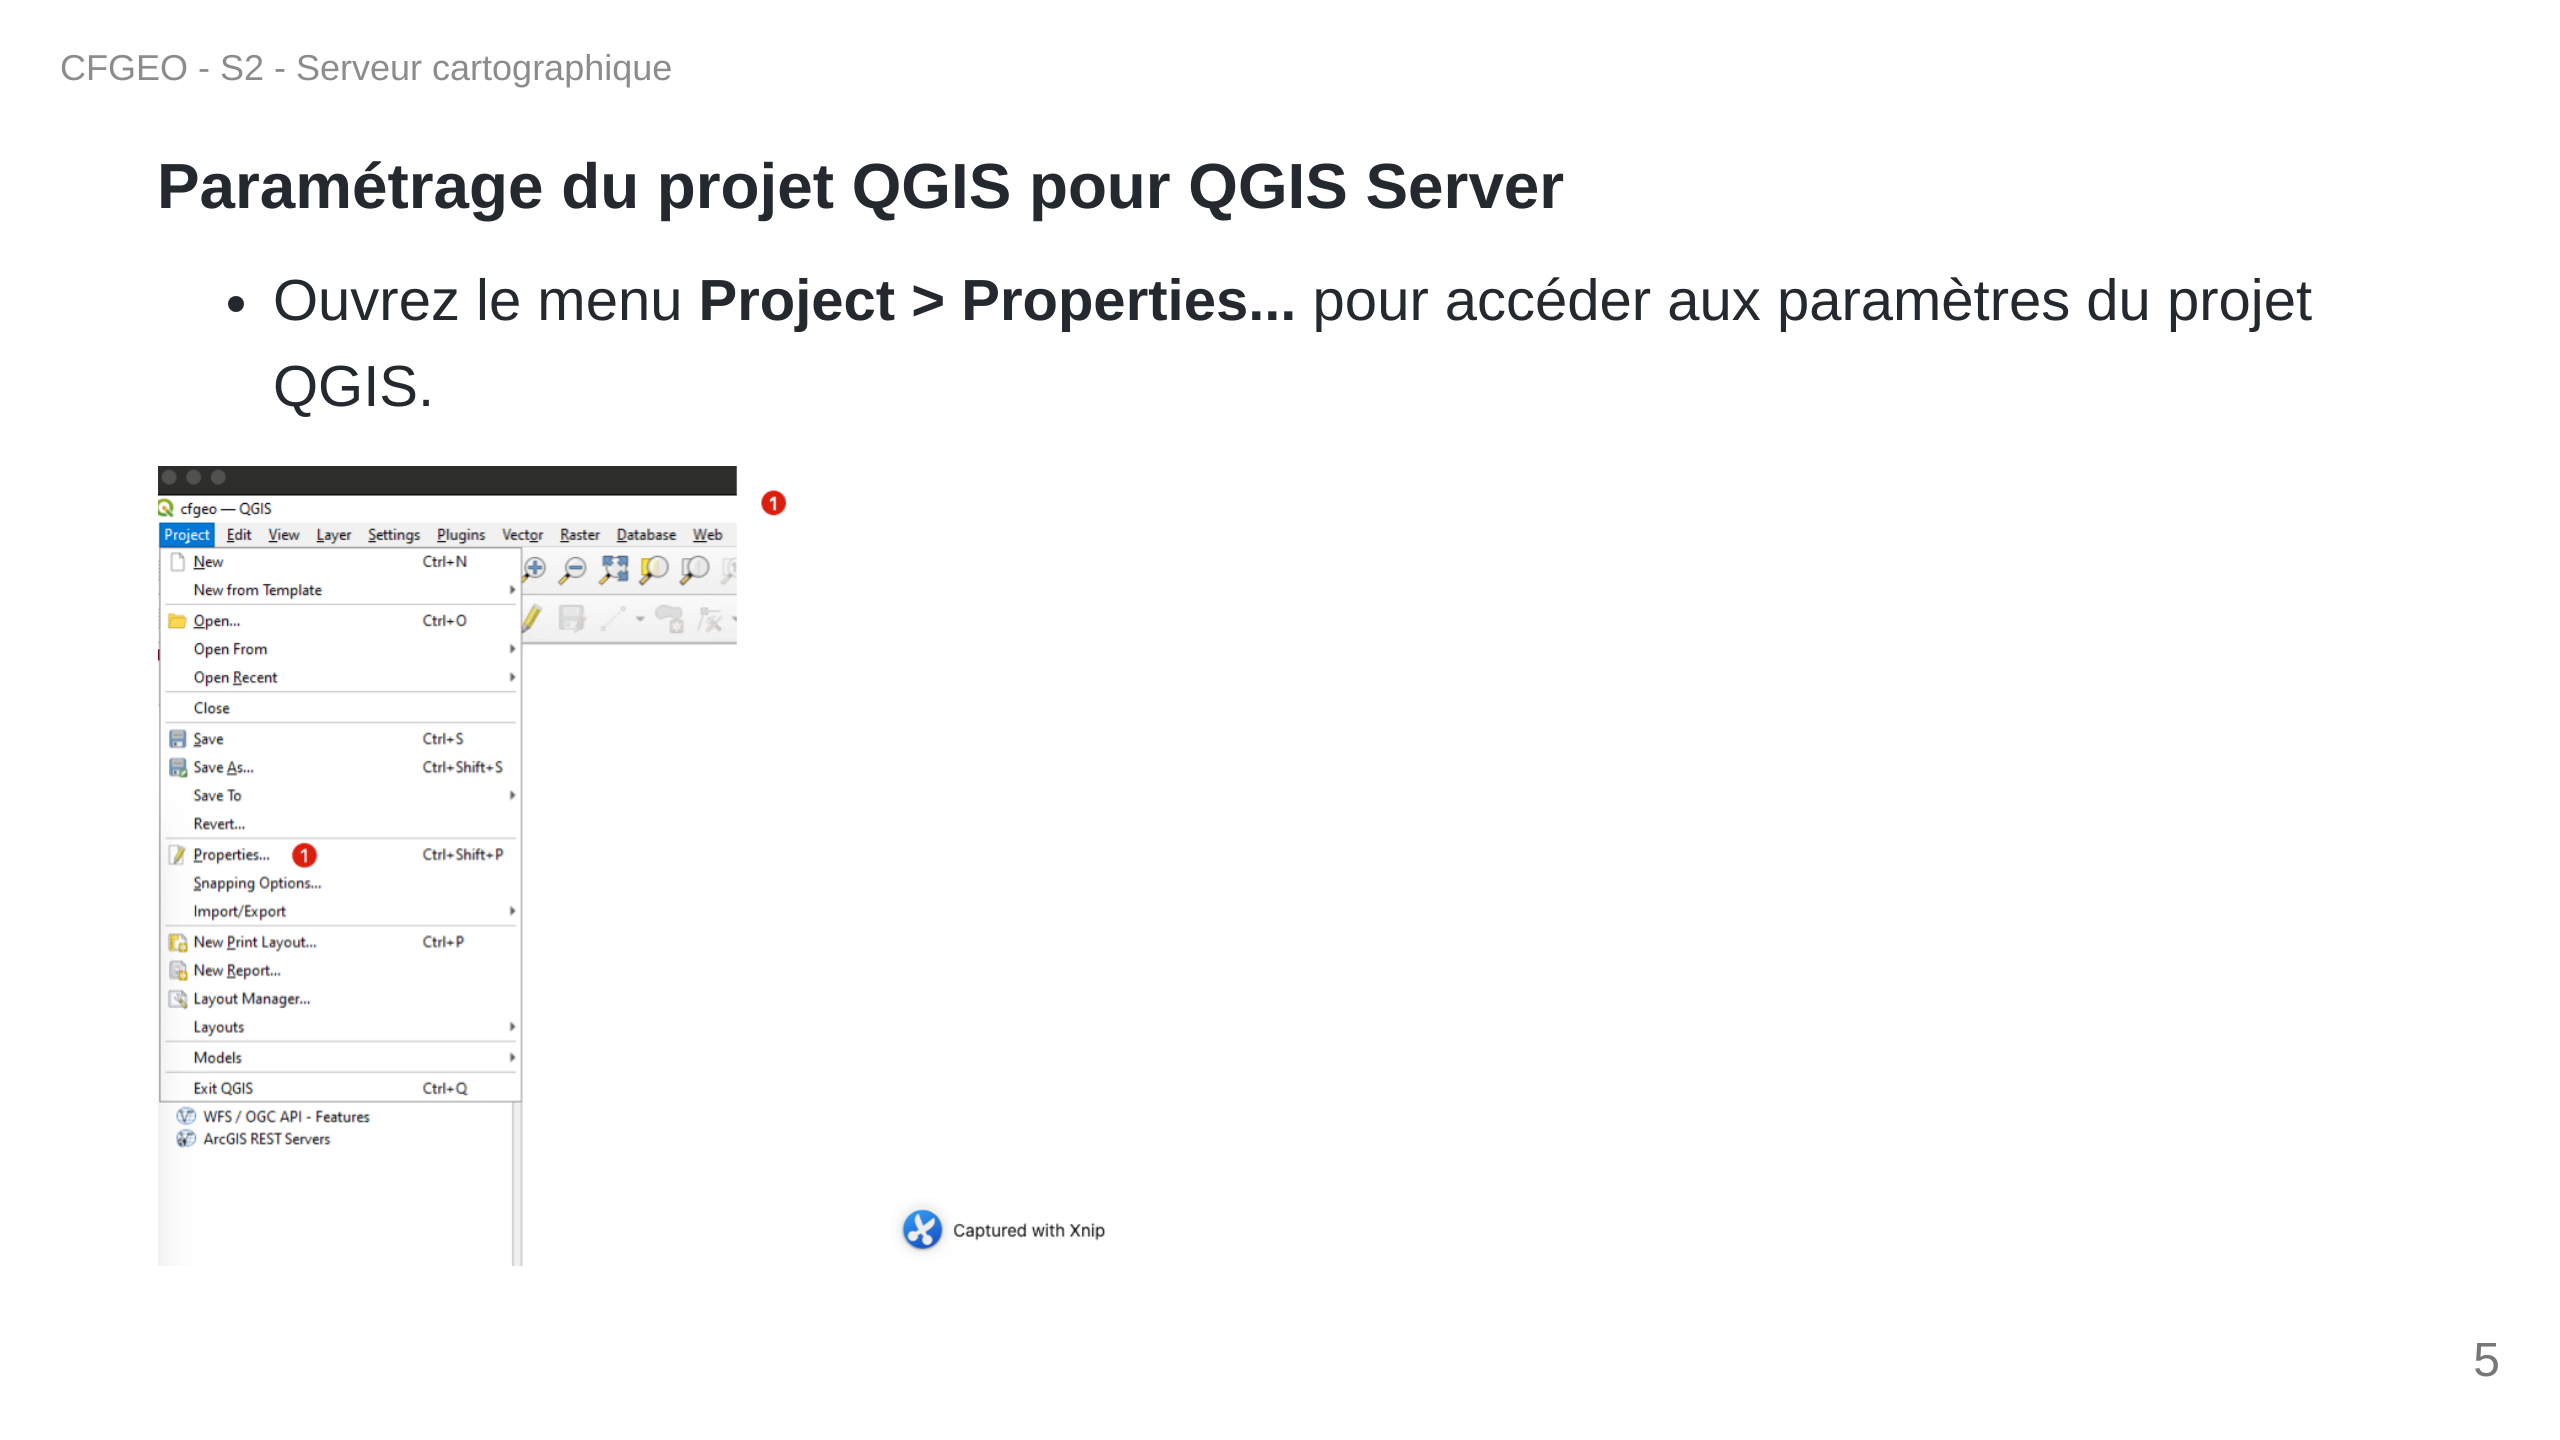 CFGEO - S2 - Serveur cartographique
Paramétrage du projet QGIS pour QGIS Server
• Ouvrez le menu Project > Properties... pour accéder aux paramètres du projet
QGIS.
cfgeo — QGIS
1
Project Edit View Layer Settings Plugins Vector Raster Database Web
New Ctrl+N
New from Template
Open... Ctrl+O
Open From
Open Recent
Close
Save Ctrl+S
Save As... Ctrl+Shift+S
Save To
Revert...
Properties... 1 Ctrl+Shift+P
Snapping Options...
Import/Export
New Print Layout... Ctrl+P
New Report...
Layout Manager...
Layouts
Models
Exit QGIS Ctrl+Q
WFS / OGC API - Features
ArcGIS REST Servers
Captured with Xnip
5